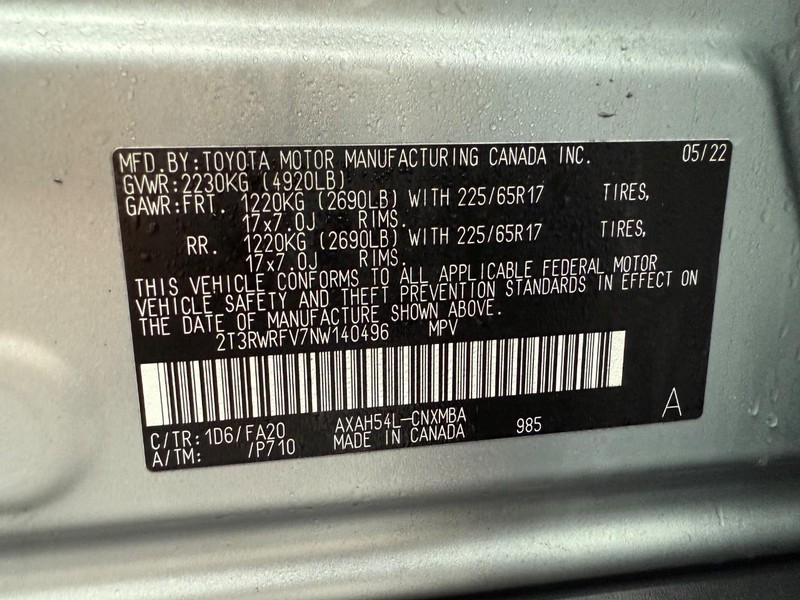 MFD.BY:TOYOTA MOTOR MANUFACTURING CANADA INC. 05/22
GVWR:2230KG (4920LB)
GAWR:FRT. 1220KG (2690LB) WITH 225/65R17 TIRES,
17x7.0J RIMS.
RR. 1220KG (2690LB) WITH 225/65R17 TIRES,
17x7.0J RIMS.
THIS VEHICLE CONFORMS TO ALL APPLICABLE FEDERAL MOTOR
VEHICLE SAFETY AND THEFT PREVENTION STANDARDS IN EFFECT ON
THE DATE OF MANUFACTURE SHOWN ABOVE.
2T3RWRFV7NW140496 MPV
C/TR:1D6/FA20 AXAH54L-CNXMBA 985 A
A/TM: /P710 MADE IN CANADA